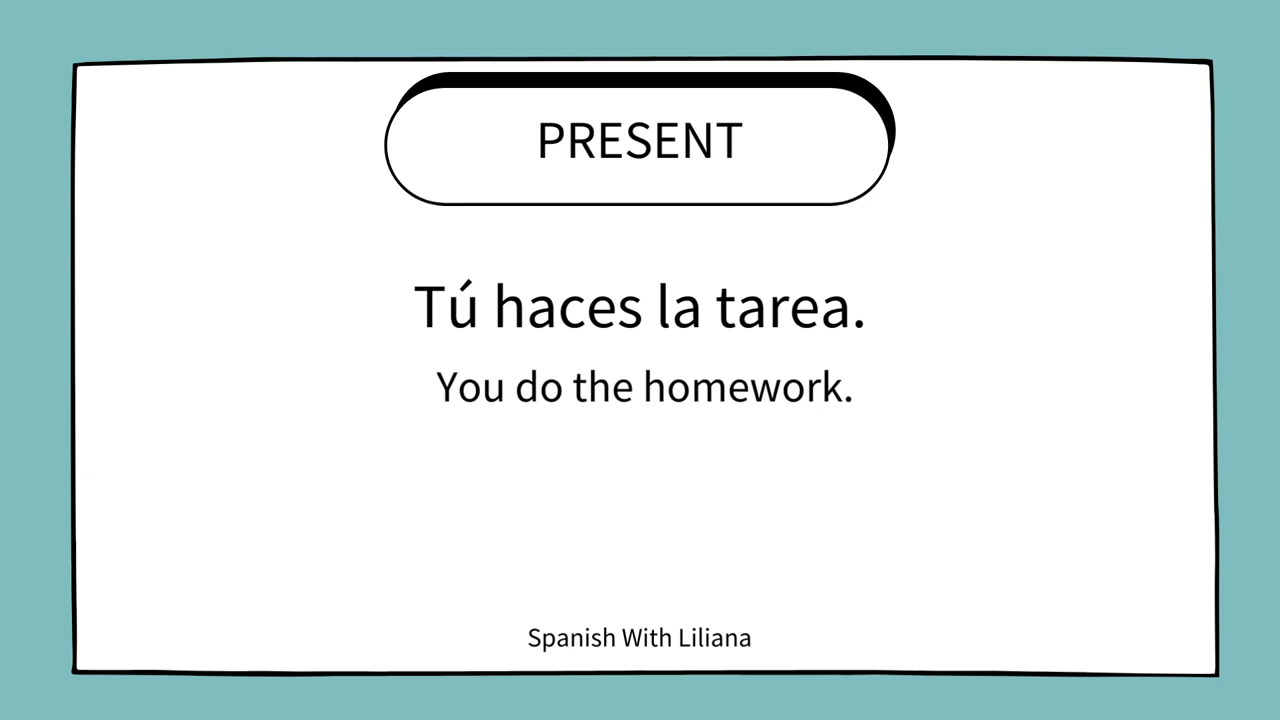 PRESENT
Tú haces la tarea.
You do the homework.
Spanish With Liliana